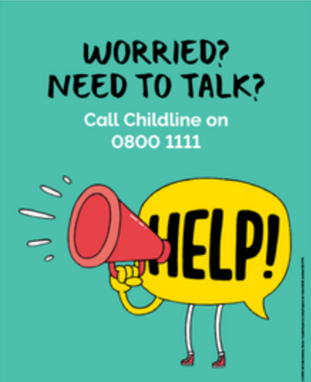 WORRIED?
NEED TO TALK?
Call Childline on
0800 1111
HELP!